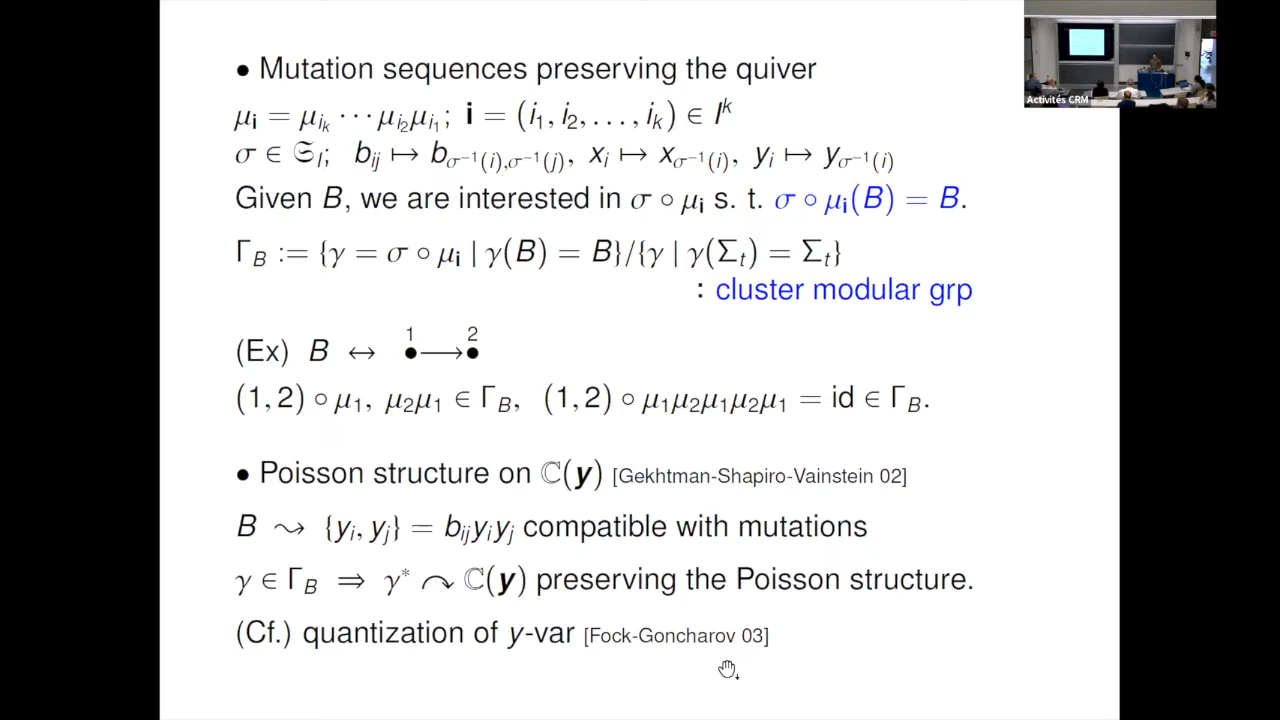 • Mutation sequences preserving the quiver
μ_𝐢 = μ_{i_k} ··· μ_{i_2} μ_{i_1}; 𝐢 = (i_1, i_2, . . . , i_k) ∈ I^k
σ ∈ 𝔖_I; b_{ij} ↦ b_{σ^{-1}(i),σ^{-1}(j)}, x_i ↦ x_{σ^{-1}(i)}, y_i ↦ y_{σ^{-1}(i)}
Given B, we are interested in σ ∘ μ_𝐢 s. t. σ ∘ μ_𝐢(B) = B.
Γ_B := {γ = σ ∘ μ_𝐢 | γ(B) = B}/{γ | γ(Σ_t) = Σ_t}
: cluster modular grp
1 2
(Ex) B ↔ •⟶•
(1, 2) ∘ μ_1, μ_2μ_1 ∈ Γ_B, (1, 2) ∘ μ_1μ_2μ_1μ_2μ_1 = id ∈ Γ_B.
• Poisson structure on ℂ(𝒚) [Gekhtman-Shapiro-Vainstein 02]
B ⤳ {y_i, y_j} = b_{ij}y_iy_j compatible with mutations
γ ∈ Γ_B ⇒ γ* ↷ ℂ(𝒚) preserving the Poisson structure.
(Cf.) quantization of y-var [Fock-Goncharov 03]
Activités CRM